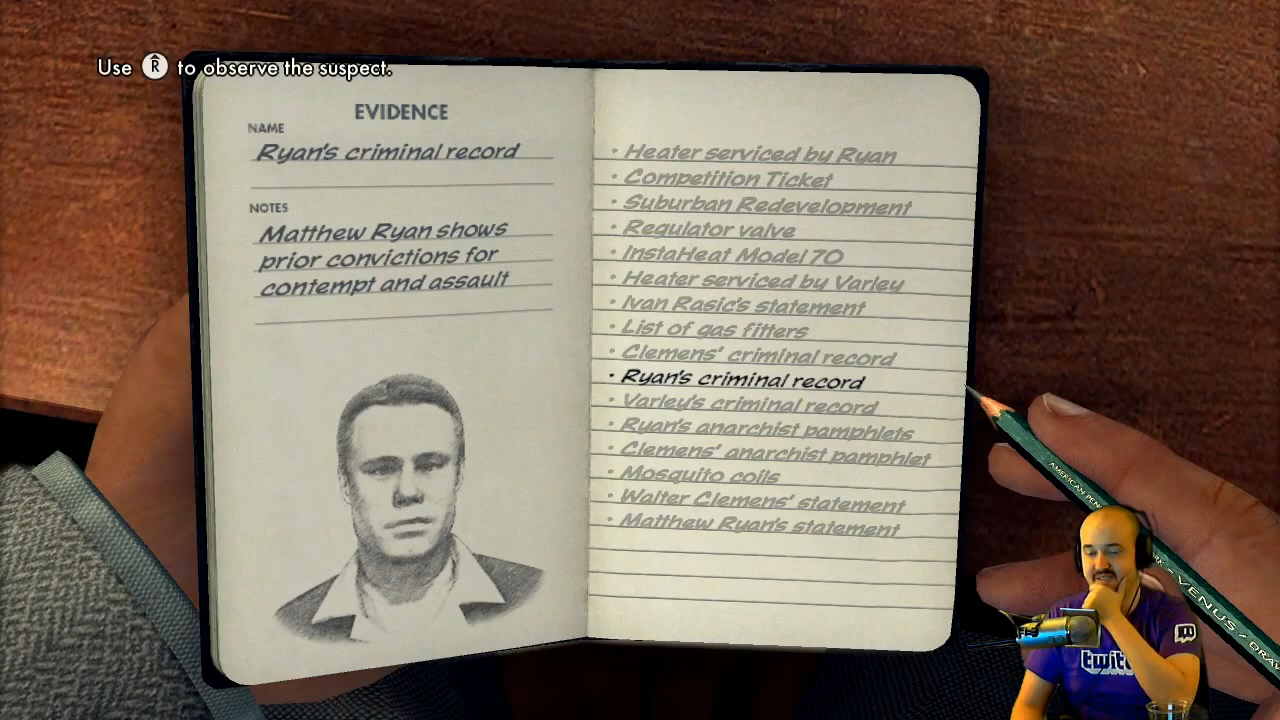 Use R to observe the suspect.
EVIDENCE
NAME
Ryan's criminal record
NOTES
Matthew Ryan shows
prior convictions for
contempt and assault
• Heater serviced by Ryan
• Competition Ticket
• Suburban Redevelopment
• Regulator valve
• InstaHeat Model 70
• Heater serviced by Varley
• Ivan Rasic's statement
• List of gas fitters
• Clemens' criminal record
• Ryan's criminal record
• Varley's criminal record
• Ryan's anarchist pamphlets
• Clemens' anarchist pamphlet
• Mosquito coils
• Walter Clemens' statement
• Matthew Ryan's statement
AMERICAN
VENUS
twitc